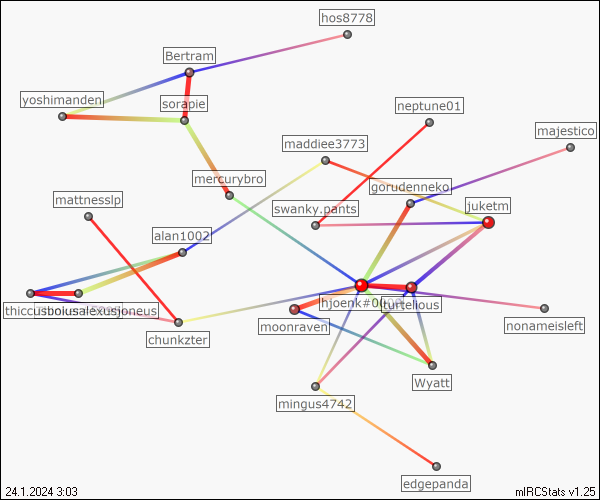 hos8778
Bertram
yoshimanden
sorapie
neptune01
majestico
maddiee3773
mercurybro
gorudenneko
mattnesslp
swanky.pants
juketm
alan1002
hjoenk#0(
turtelious
moonraven
nonameisleft
chunkzter
Wyatt
mingus4742
edgepanda
24.1.2024 3:03
mIRCStats v1.25